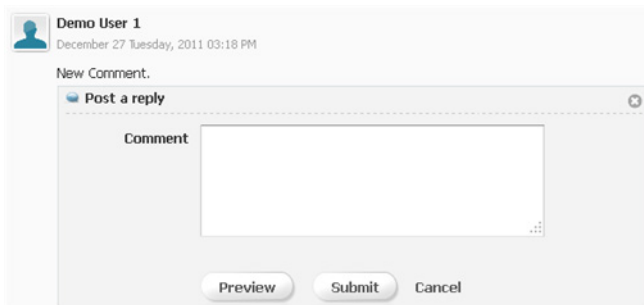 Demo User 1
December 27 Tuesday, 2011 03:18 PM
New Comment.
Post a reply
Comment
Preview Submit Cancel